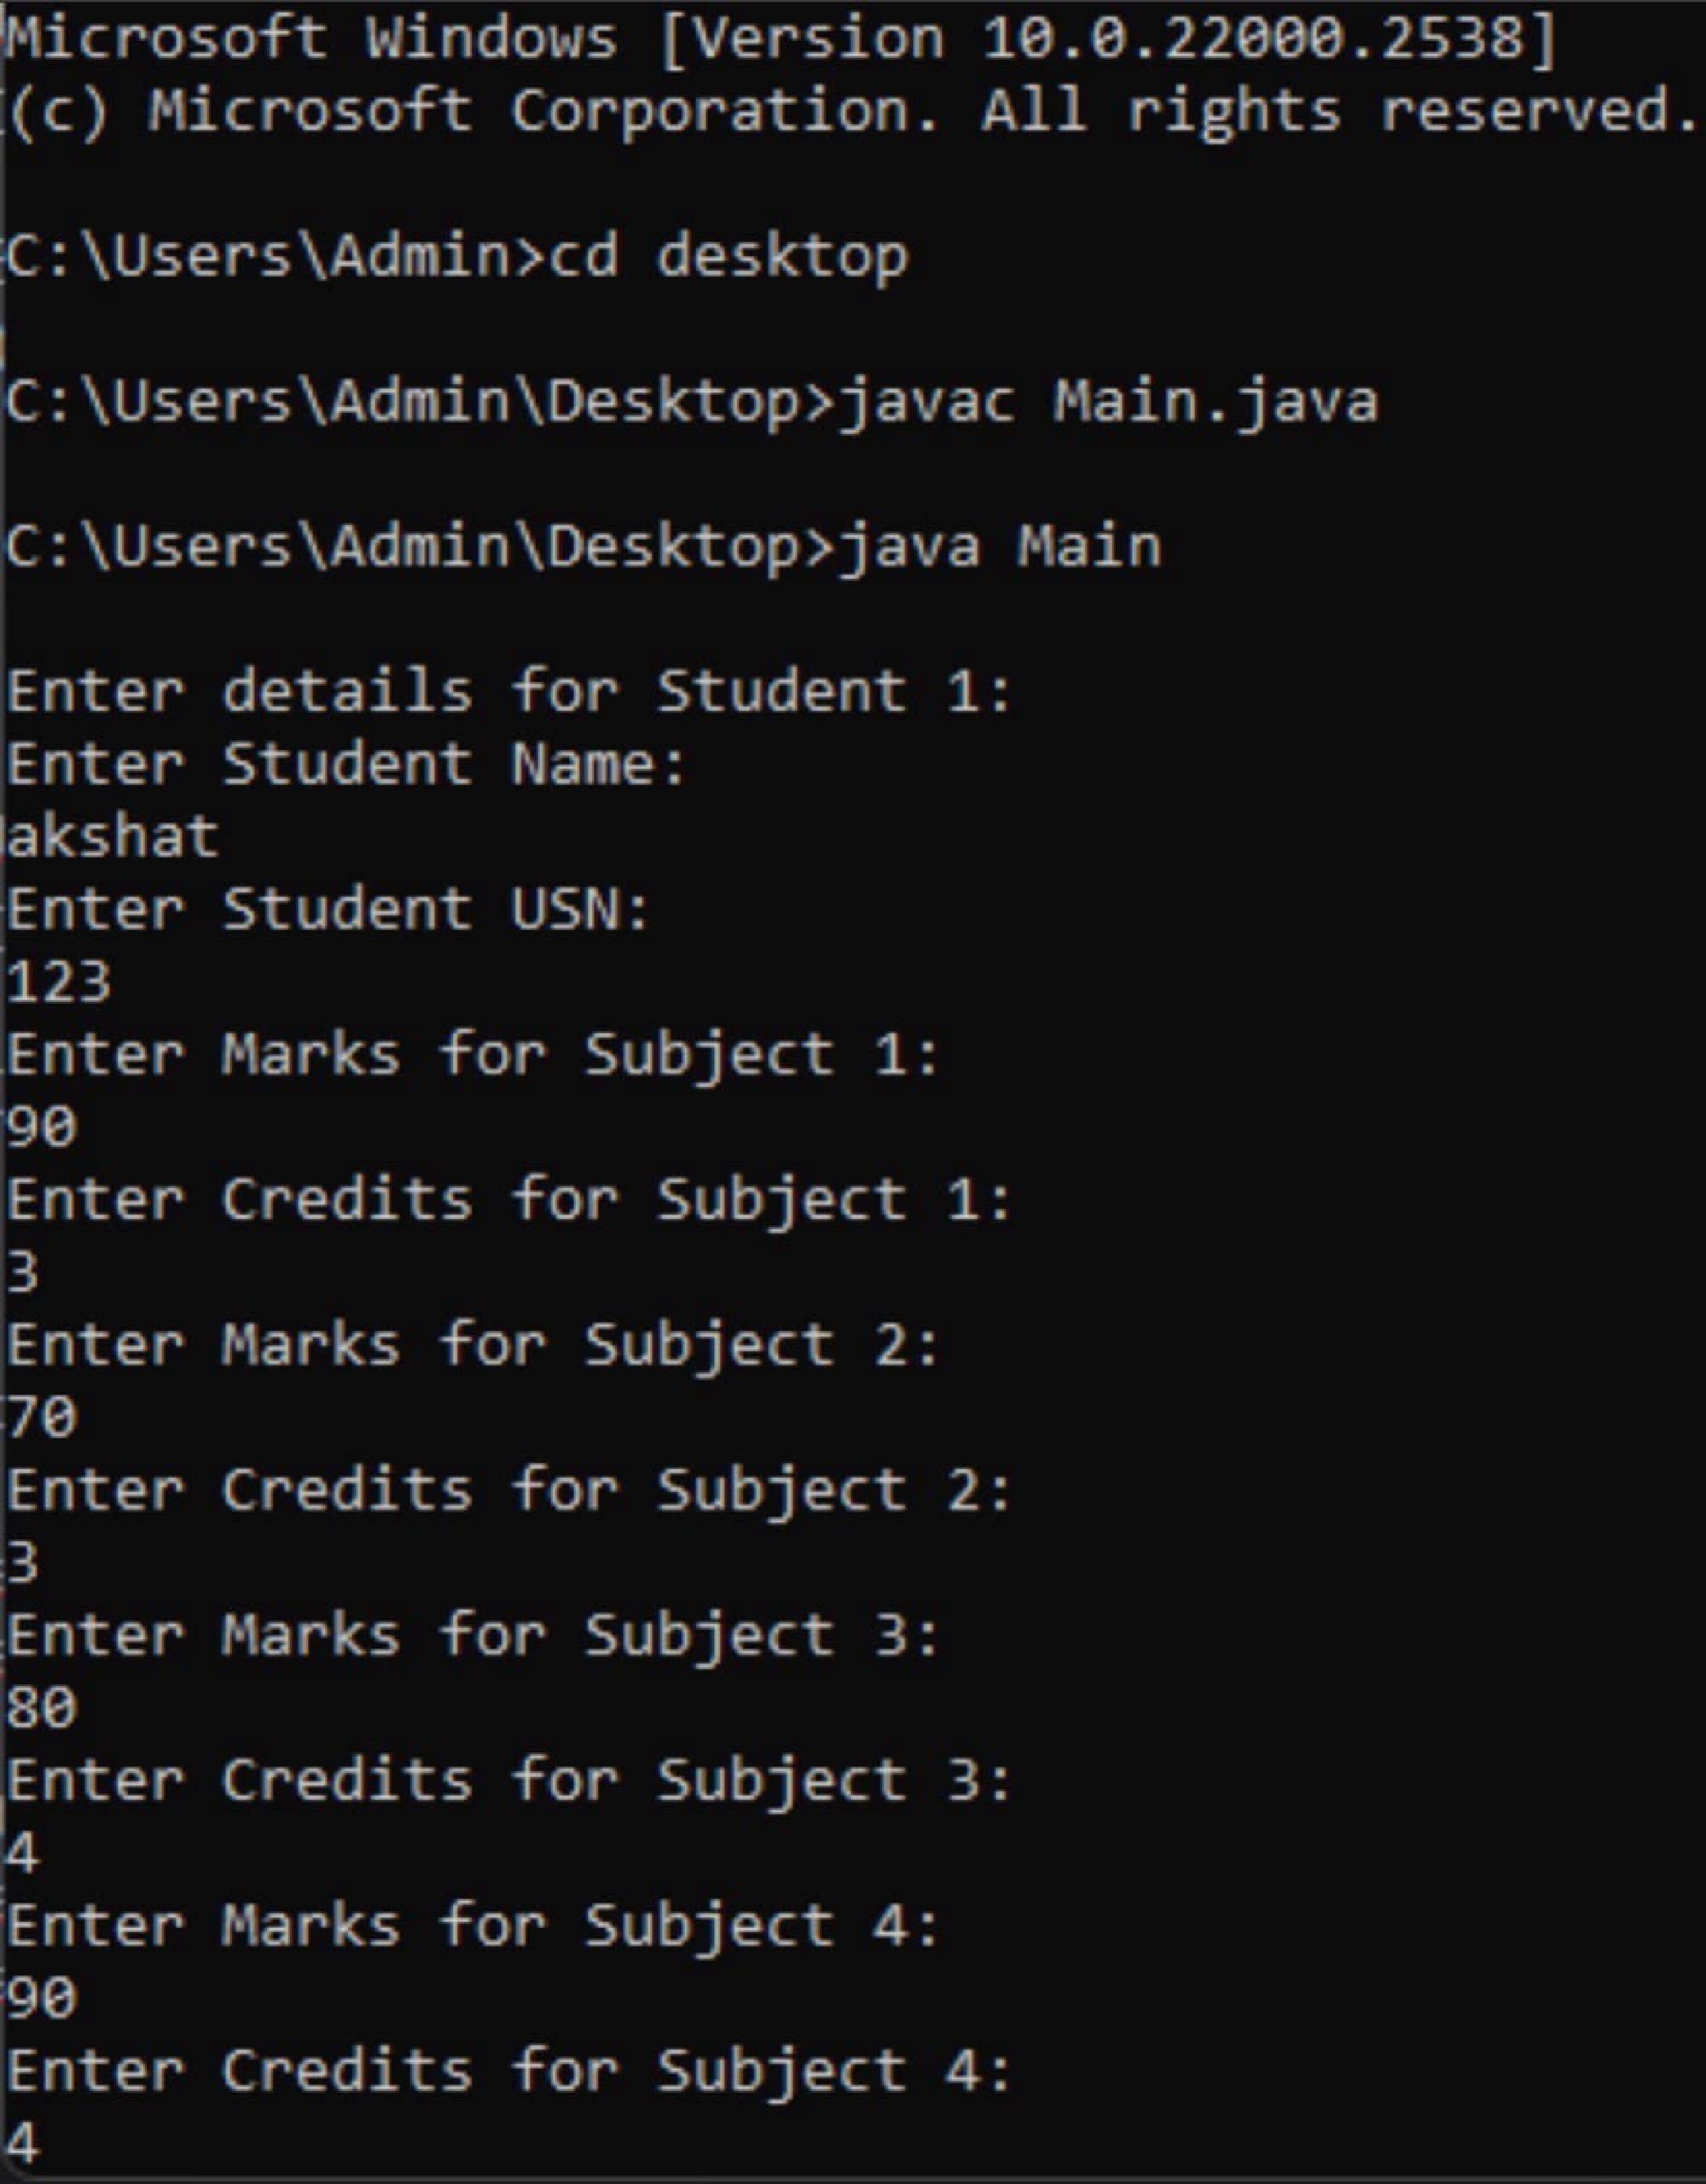 Microsoft Windows [Version 10.0.22000.2538]
(c) Microsoft Corporation. All rights reserved.
C:\Users\Admin>cd desktop
C:\Users\Admin\Desktop>javac Main.java
C:\Users\Admin\Desktop>java Main
Enter details for Student 1:
Enter Student Name:
akshat
Enter Student USN:
123
Enter Marks for Subject 1:
90
Enter Credits for Subject 1:
3
Enter Marks for Subject 2:
70
Enter Credits for Subject 2:
3
Enter Marks for Subject 3:
80
Enter Credits for Subject 3:
4
Enter Marks for Subject 4:
90
Enter Credits for Subject 4:
4